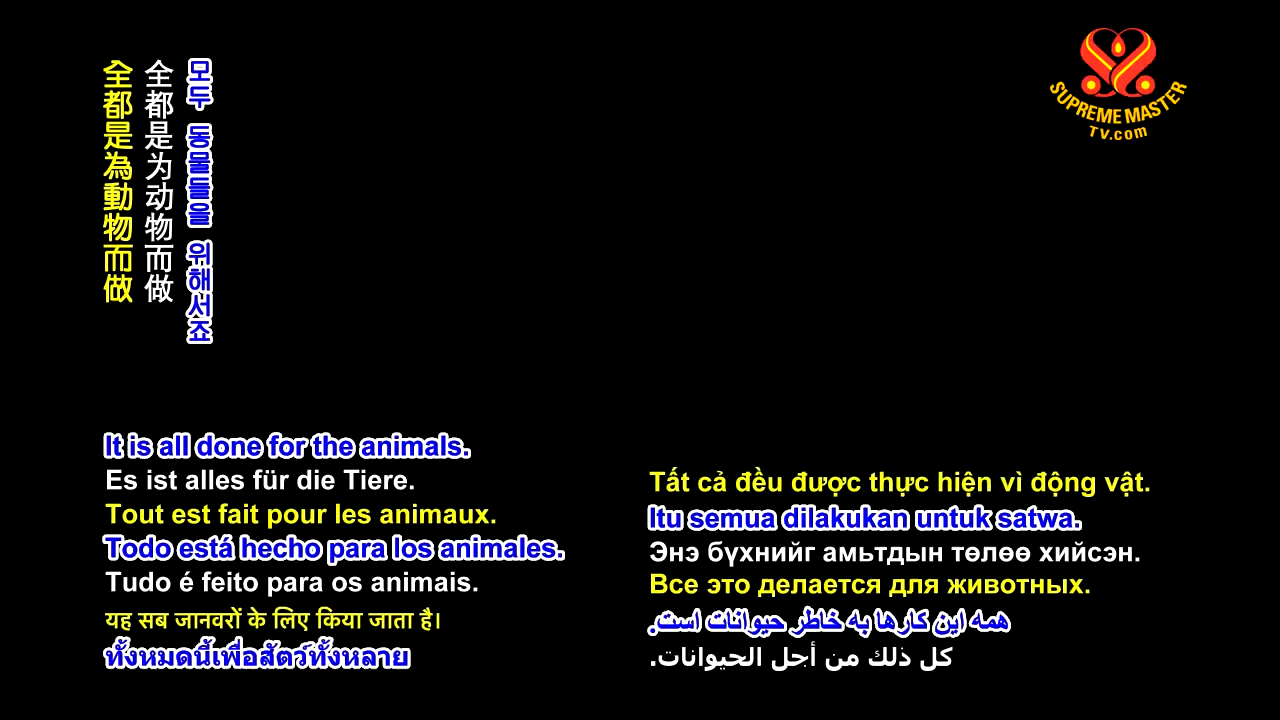 全都是為動物而做
全都是为动物而做
모두 동물들을 위해서죠
SUPREME MASTER
TV.com
It is all done for the animals.
Es ist alles für die Tiere.
Tout est fait pour les animaux.
Todo está hecho para los animales.
Tudo é feito para os animais.
यह सब जानवरों के लिए किया जाता है।
ทั้งหมดนี้เพื่อสัตว์ทั้งหลาย
Tất cả đều được thực hiện vì động vật.
Itu semua dilakukan untuk satwa.
Энэ бүхнийг амьтдын төлөө хийсэн.
Все это делается для животных.
همه این کارها به خاطر حیوانات است.
كل ذلك من أجل الحيوانات.